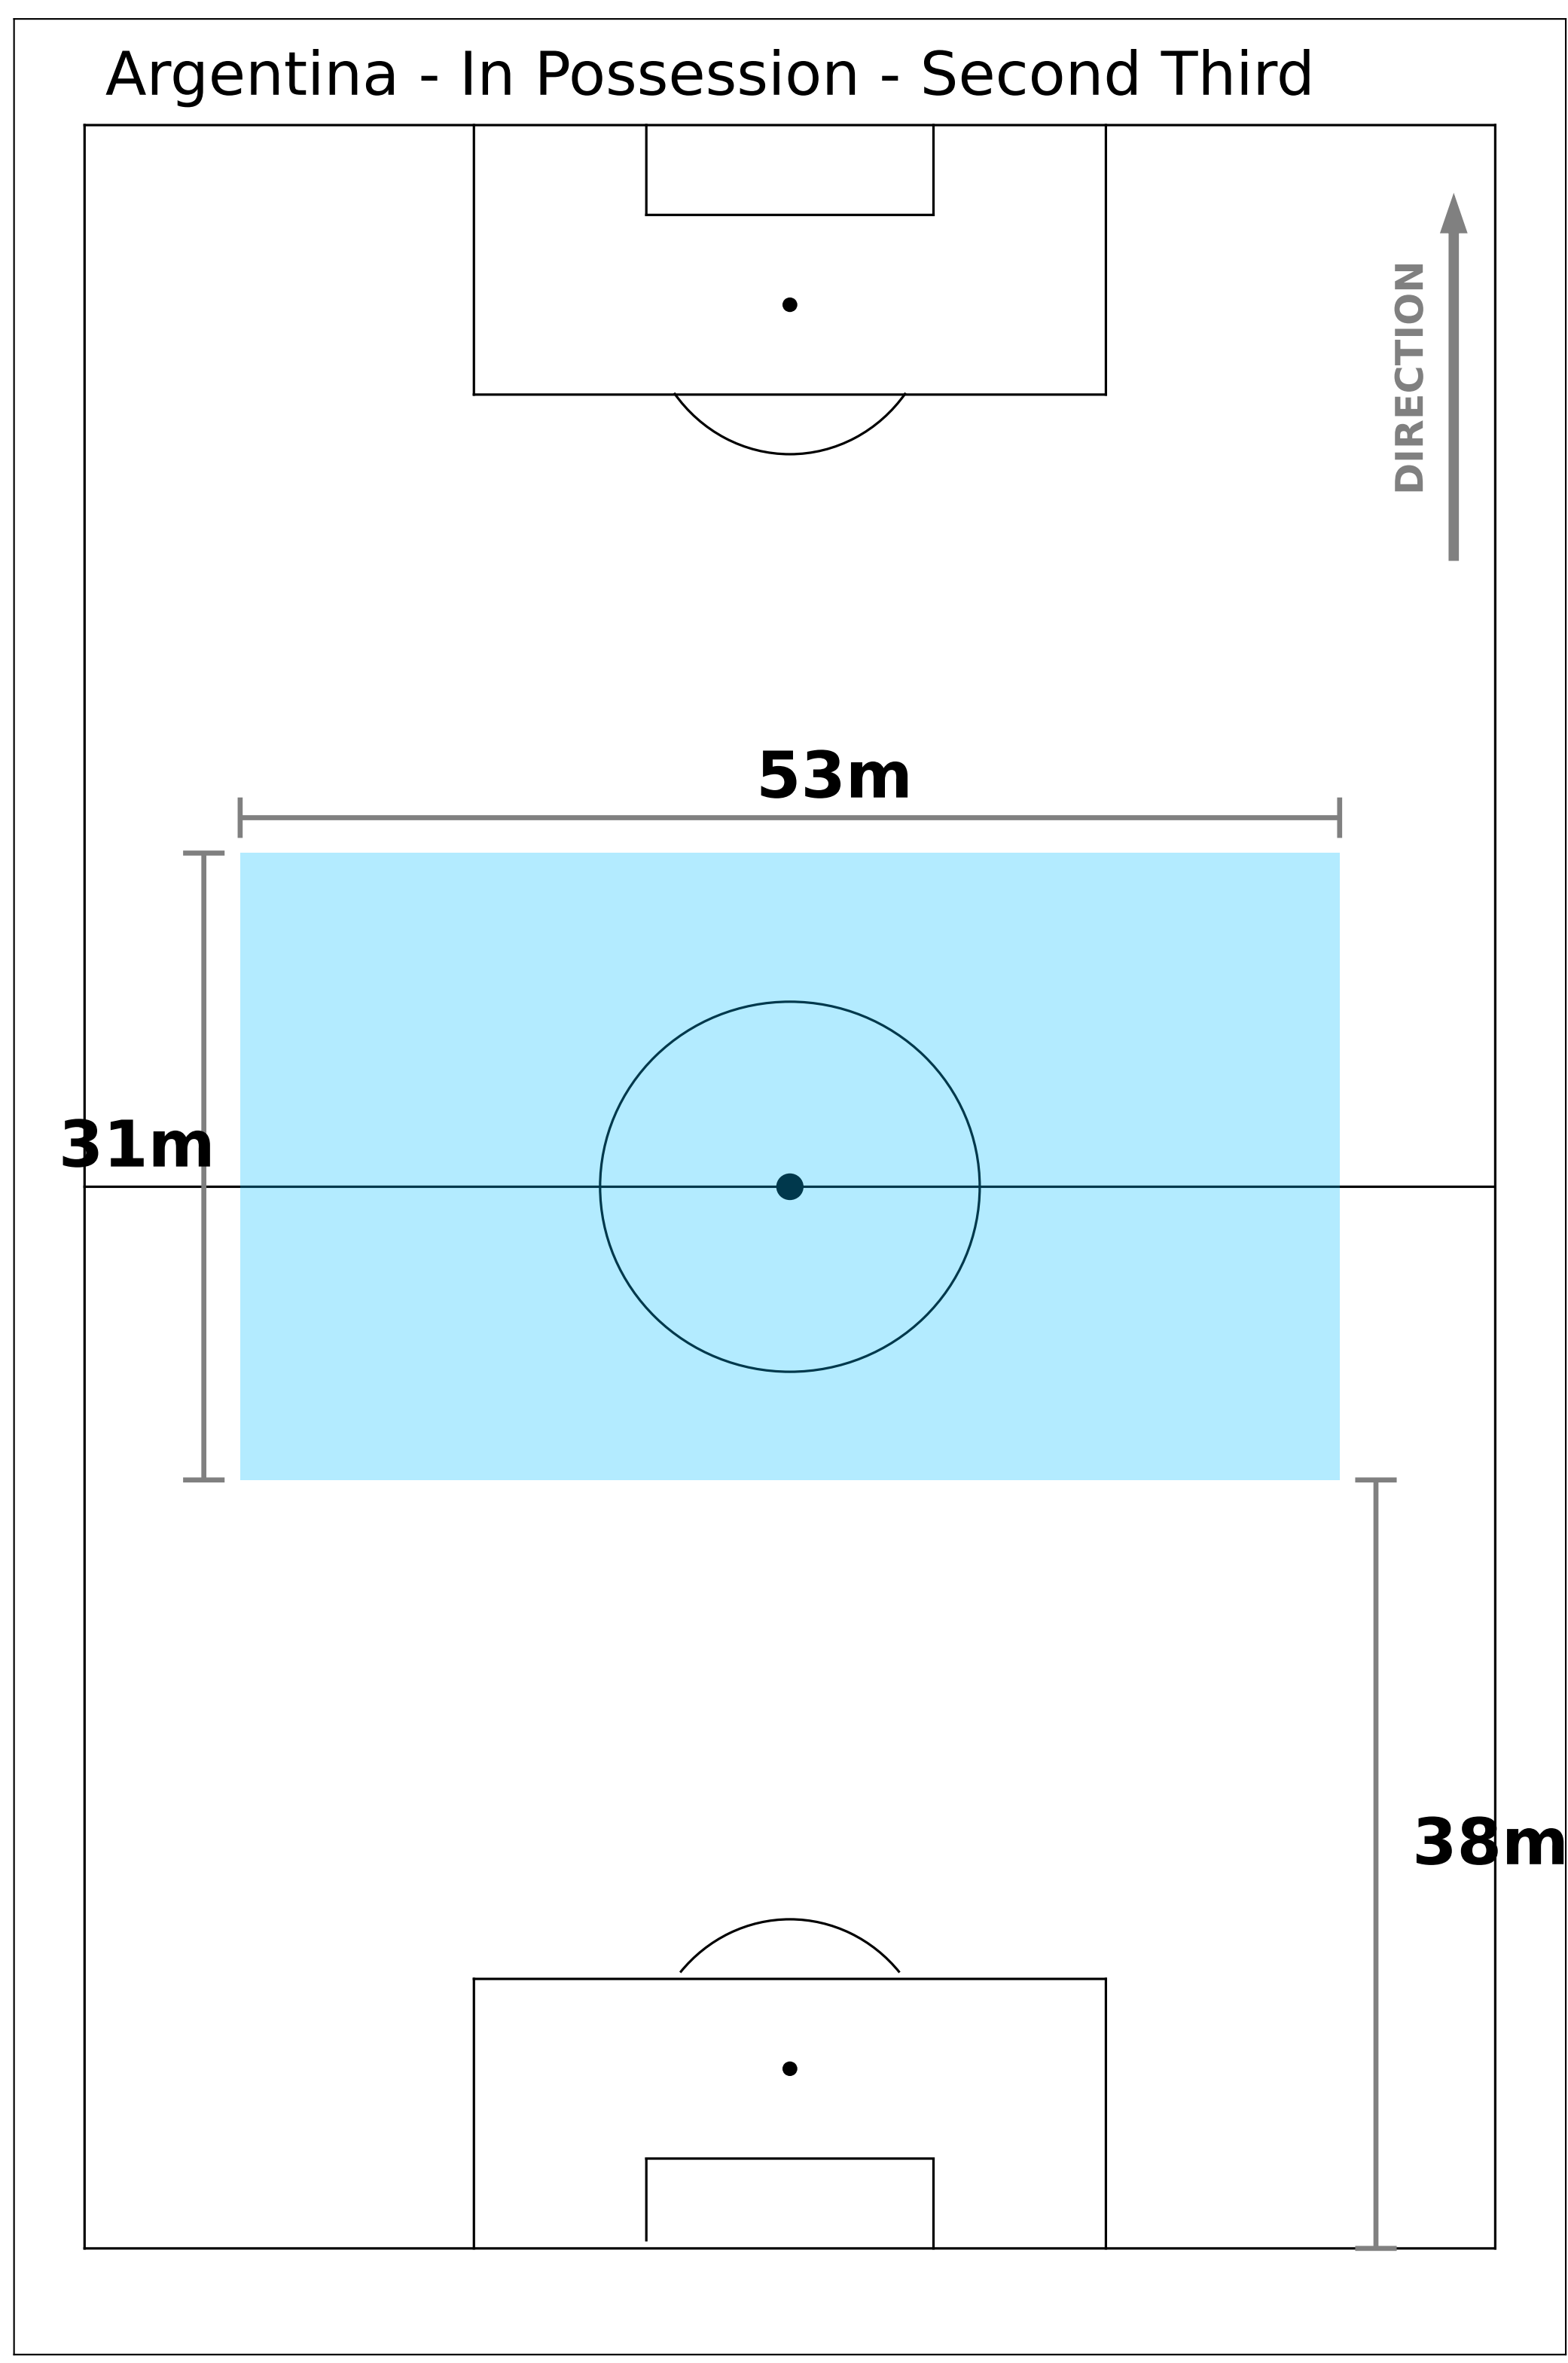 Argentina - In Possession - Second Third
DIRECTION
53m
31m
38m